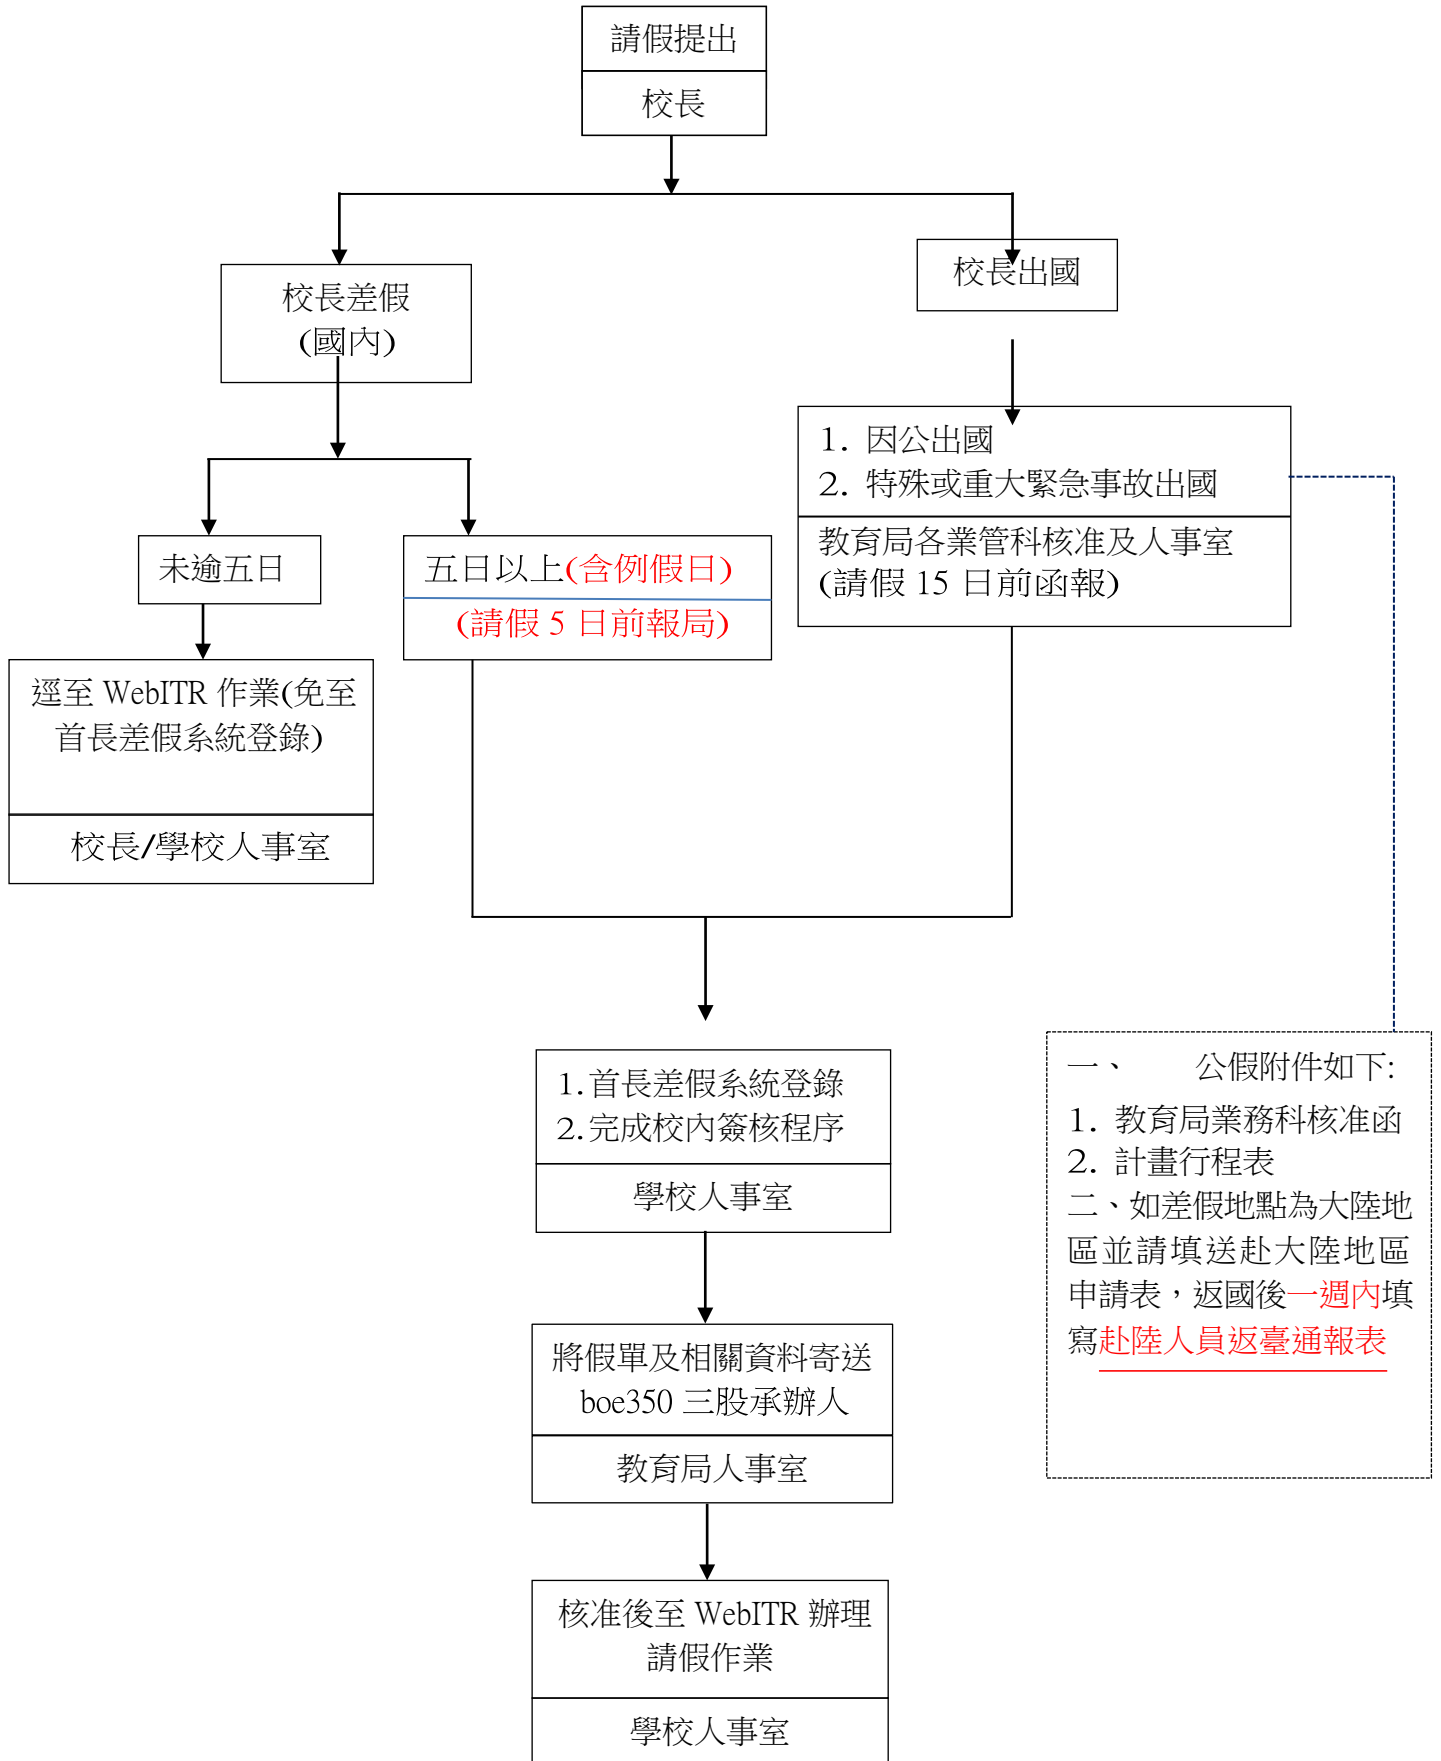 請假提出
校長
校長差假
(國內)
校長出國
1. 因公出國
2. 特殊或重大緊急事故出國
教育局各業管科核准及人事室
(請假 15 日前函報)
未逾五日
五日以上(含例假日)
(請假 5 日前報局)
逕至 WebITR 作業(免至
首長差假系統登錄)
校長/學校人事室
1.首長差假系統登錄
2.完成校內簽核程序
學校人事室
一、 公假附件如下:
1. 教育局業務科核准函
2. 計畫行程表
二、如差假地點為大陸地
區並請填送赴大陸地區
申請表，返國後一週內填
寫赴陸人員返臺通報表
將假單及相關資料寄送
boe350 三股承辦人
教育局人事室
核准後至 WebITR 辦理
請假作業
學校人事室